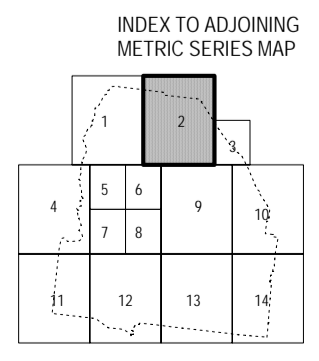 INDEX TO ADJOINING
METRIC SERIES MAP
1 2 3
5 6
4 9 10
7 8
11 12 13 14